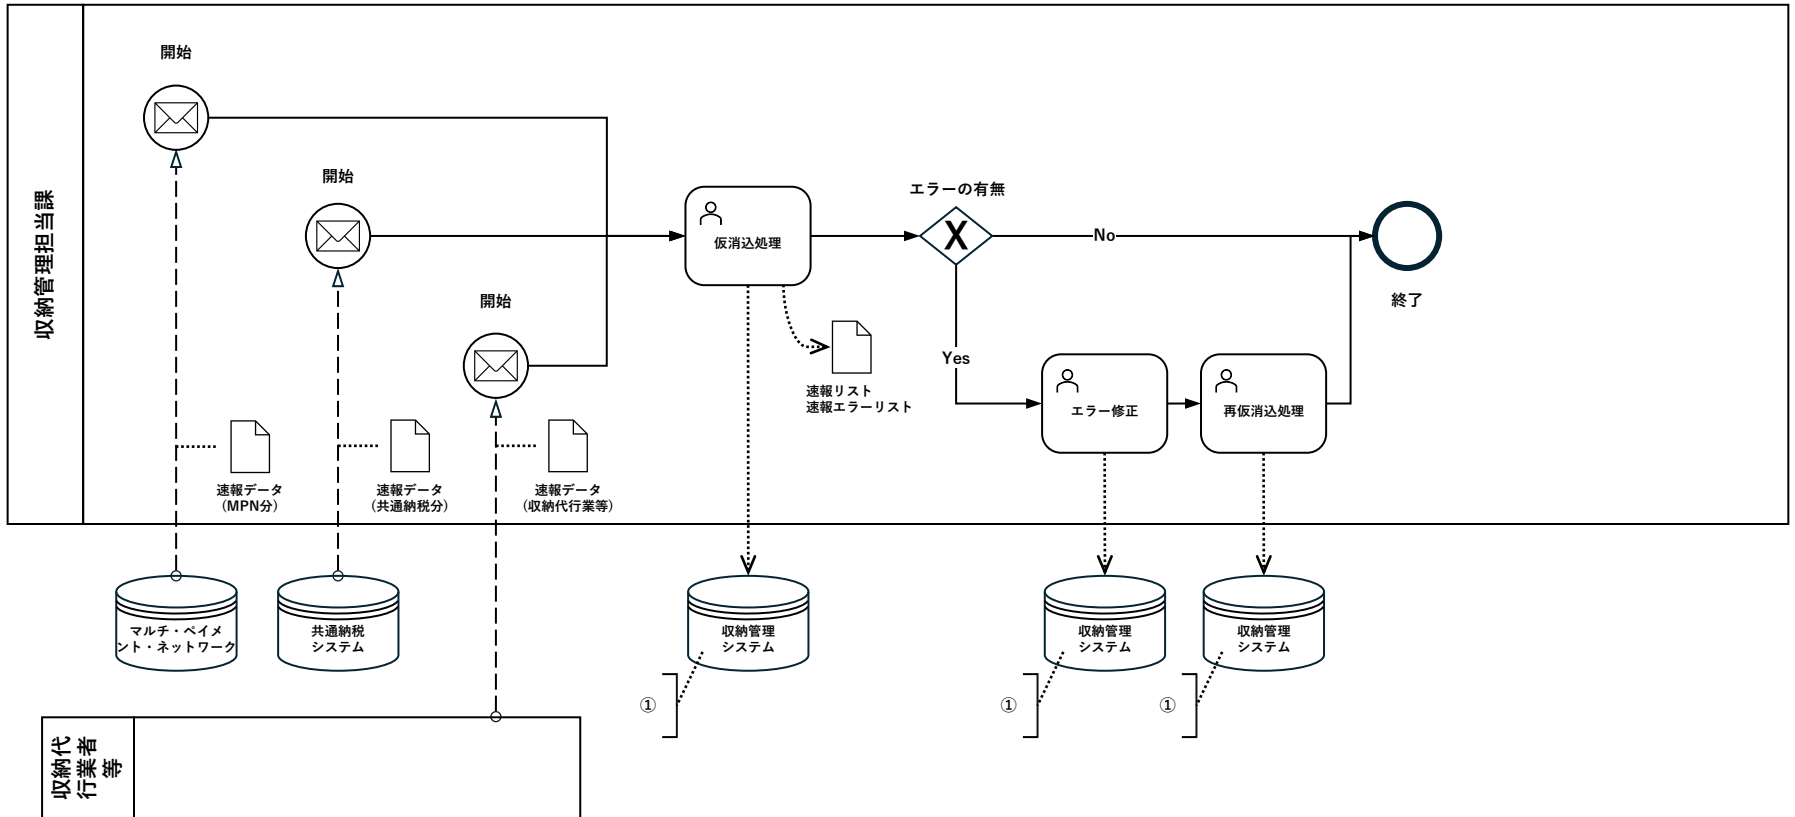 収納管理担当課
開始
開始
開始
速報データ
（MPN分）
速報データ
（共通納税分）
速報データ
（収納代行業等）
仮消込処理
速報リスト
速報エラーリスト
エラーの有無
X
No
Yes
エラー修正
再仮消込処理
終了
マルチ・ペイメ
ント・ネットワーク
共通納税
システム
収納管理
システム
①
収納管理
システム
①
収納管理
システム
①
収納代
行業者
等